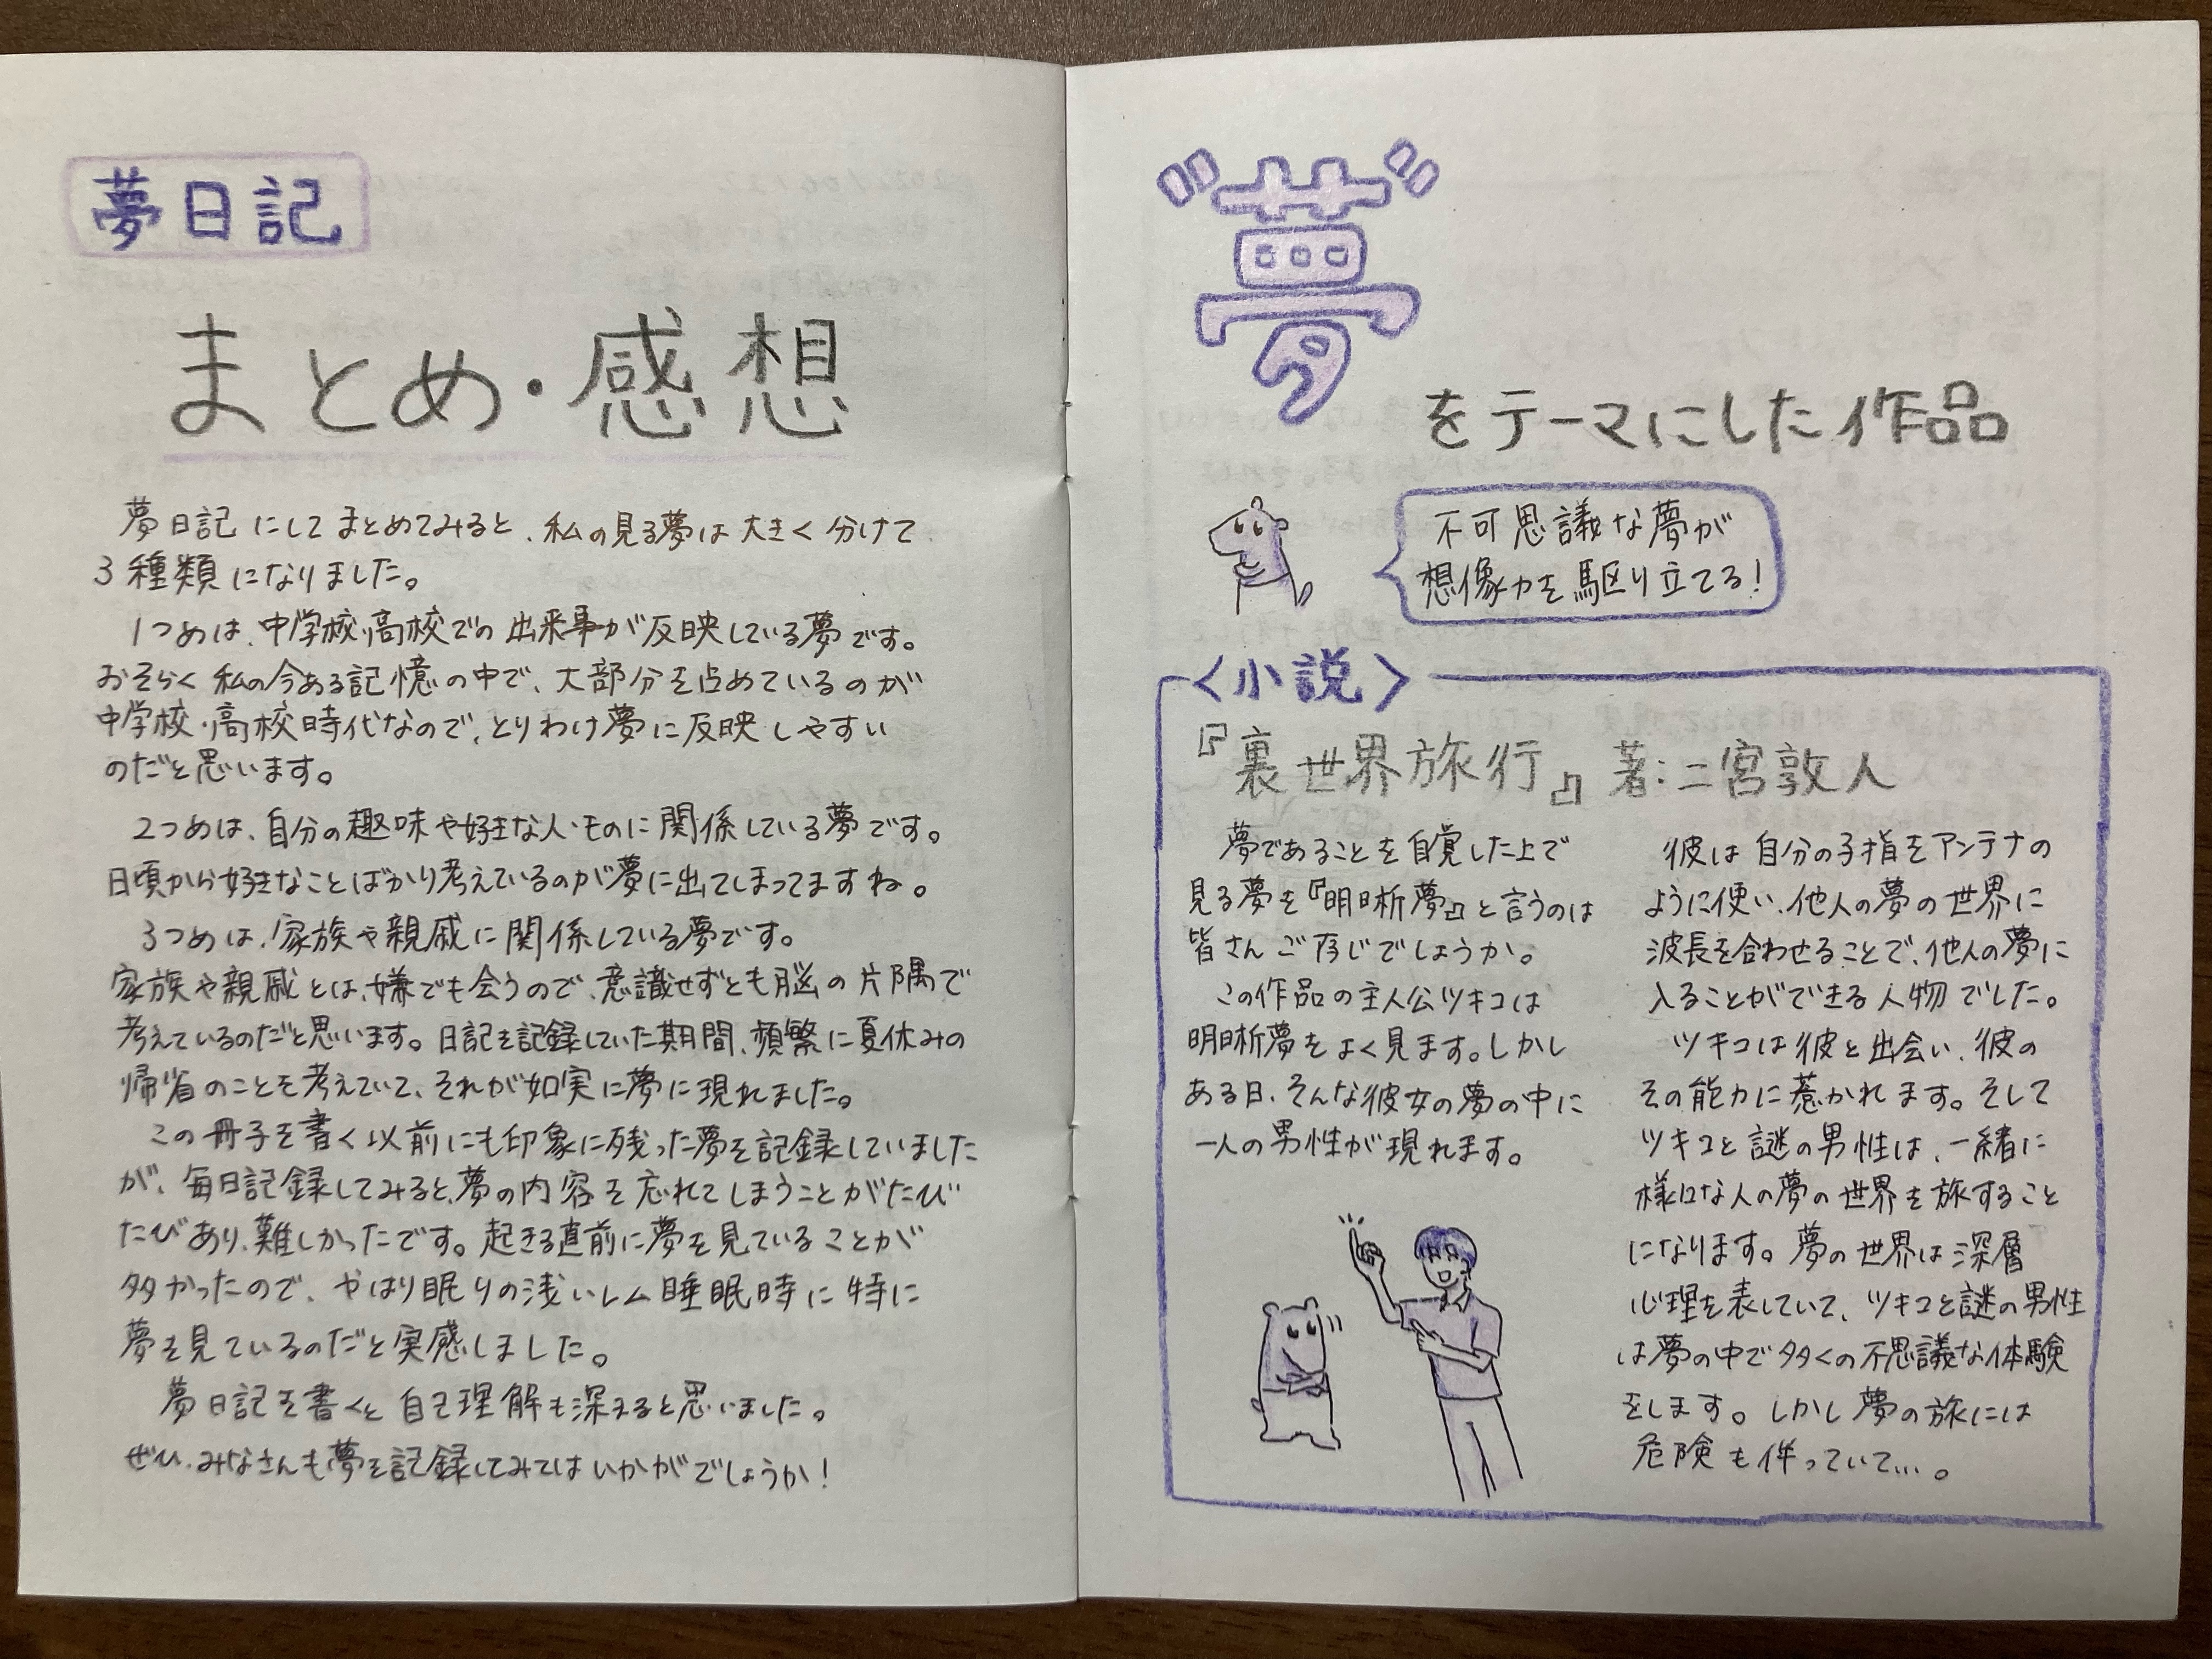 夢日記
まとめ・感想
夢日記にしてまとめてみると、私の見る夢は大きく分けて
3種類になりました。
1つめは、中学校・高校での出来事が反映している夢です。
おそらく私の今ある記憶の中で、大部分を占めているのが
中学校・高校時代なので、とりわけ夢に反映しやすい
のだと思います。
2つめは、自分の趣味や好きな人・ものに関係している夢です。
日頃から好きなことばかり考えているのが夢に出てしまってますね。
3つめは、家族や親戚に関係している夢です。
家族や親戚とは、嫌でも会うので、意識せずとも脳の片隅で
考えているのだと思います。日記を記録していた期間、頻繁に夏休みの
帰省のことを考えていて、それが如実に夢に現れました。
この冊子を書く以前にも印象に残った夢を記録していました
が、毎日記録してみると、夢の内容を忘れてしまうことがたび
たびあり、難しかったです。起きる直前に夢を見ていることが
多かったので、やはり眠りの浅いレム睡眠時に特に
夢を見ているのだと実感しました。
夢日記を書くと自己理解も深まると思いました。
ぜひ、みなさんも夢を記録してみてはいかがでしょうか！
"夢"
をテーマにした作品
不可思議な夢が
想像力を駆り立てる！
〈小説〉
『裏世界旅行』 著：二宮敦人
夢であることを自覚した上で
見る夢を『明晰夢』と言うのは
皆さんご存じでしょうか。
この作品の主人公ツキコは
明晰夢をよく見ます。しかし
ある日、そんな彼女の夢の中に
一人の男性が現れます。
彼は自分の手指をアンテナの
ように使い、他人の夢の世界に
波長を合わせることで、他人の夢に
入ることができる人物でした。
ツキコは彼と出会い、彼の
その能力に惹かれます。そして
ツキコと謎の男性は、一緒に
様々な人の夢の世界を旅すること
になります。夢の世界は深層
心理を表していて、ツキコと謎の男性
は夢の中で多くの不思議な体験
をします。しかし夢の旅には
危険も伴っていて…。